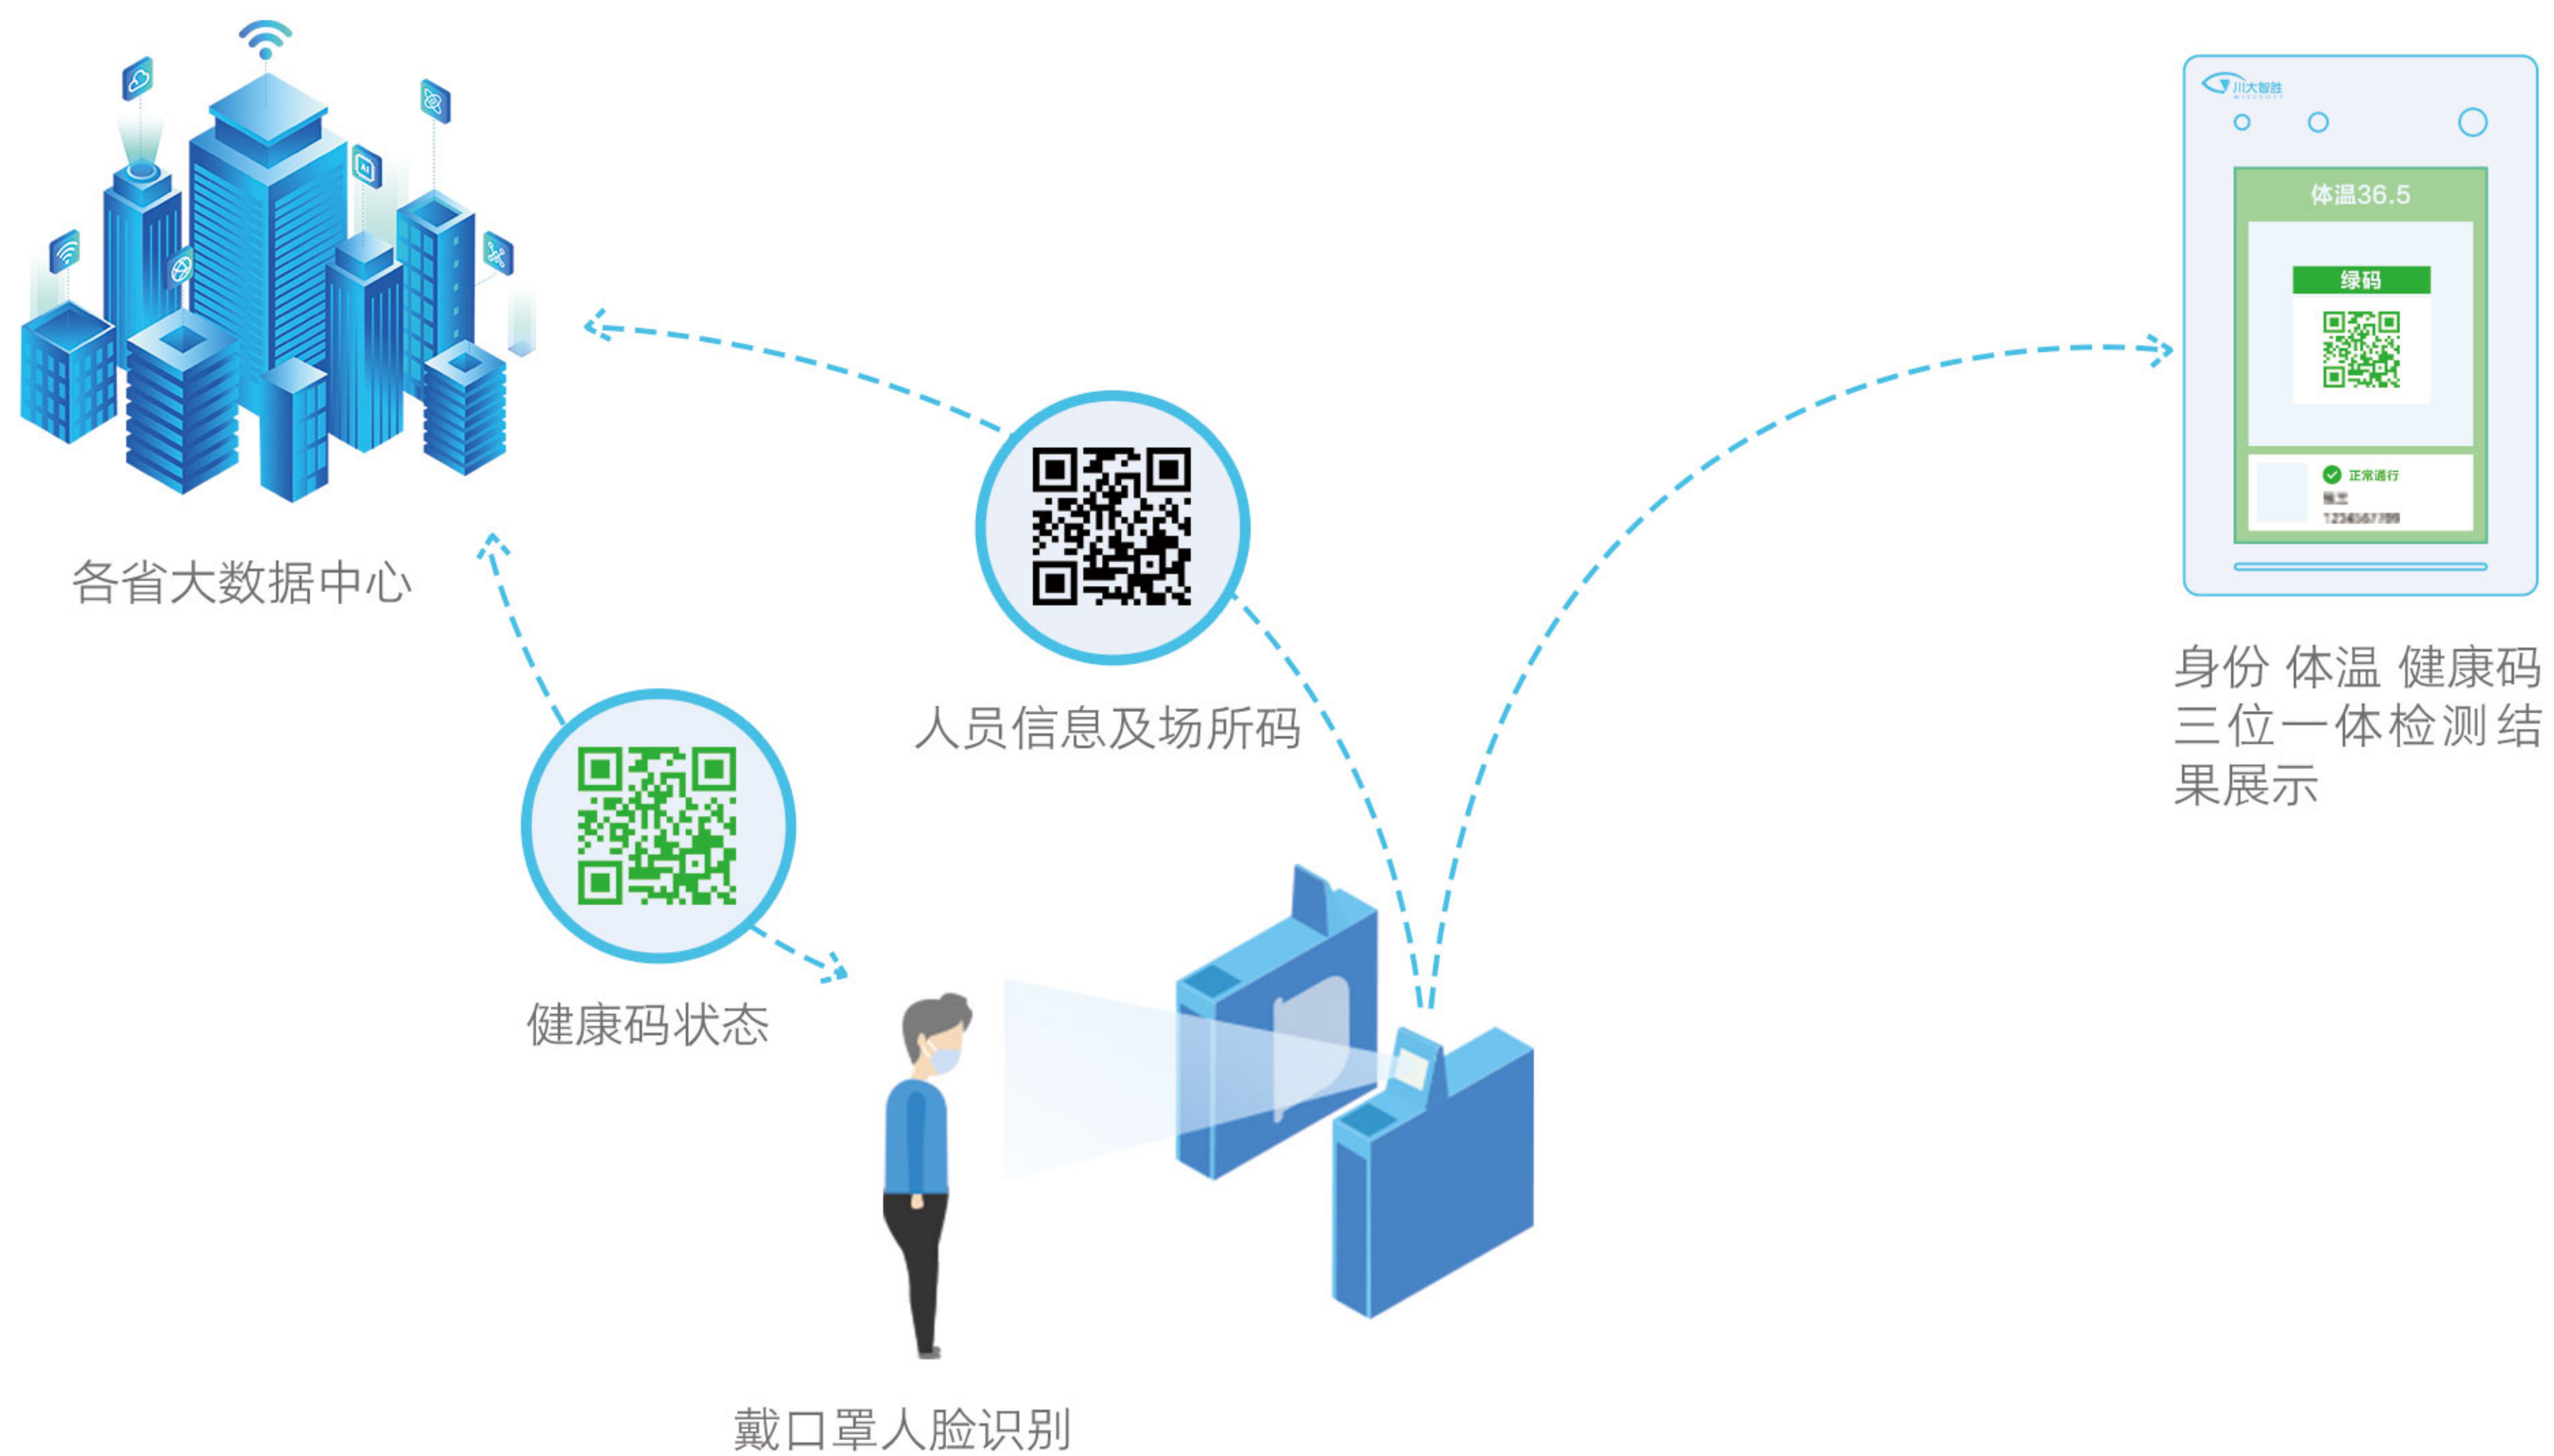 川大智胜
WISESOFT
AI
体温36.5
绿码
正常通行
各省大数据中心
人员信息及场所码
身份 体温 健康码
三位一体检测结
果展示
健康码状态
戴口罩人脸识别